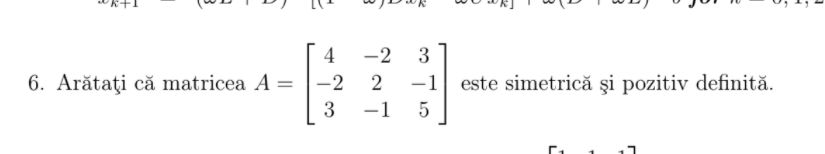 6. Arătaţi că matricea A = [4 −2 3; −2 2 −1; 3 −1 5] este simetrică şi pozitiv definită.